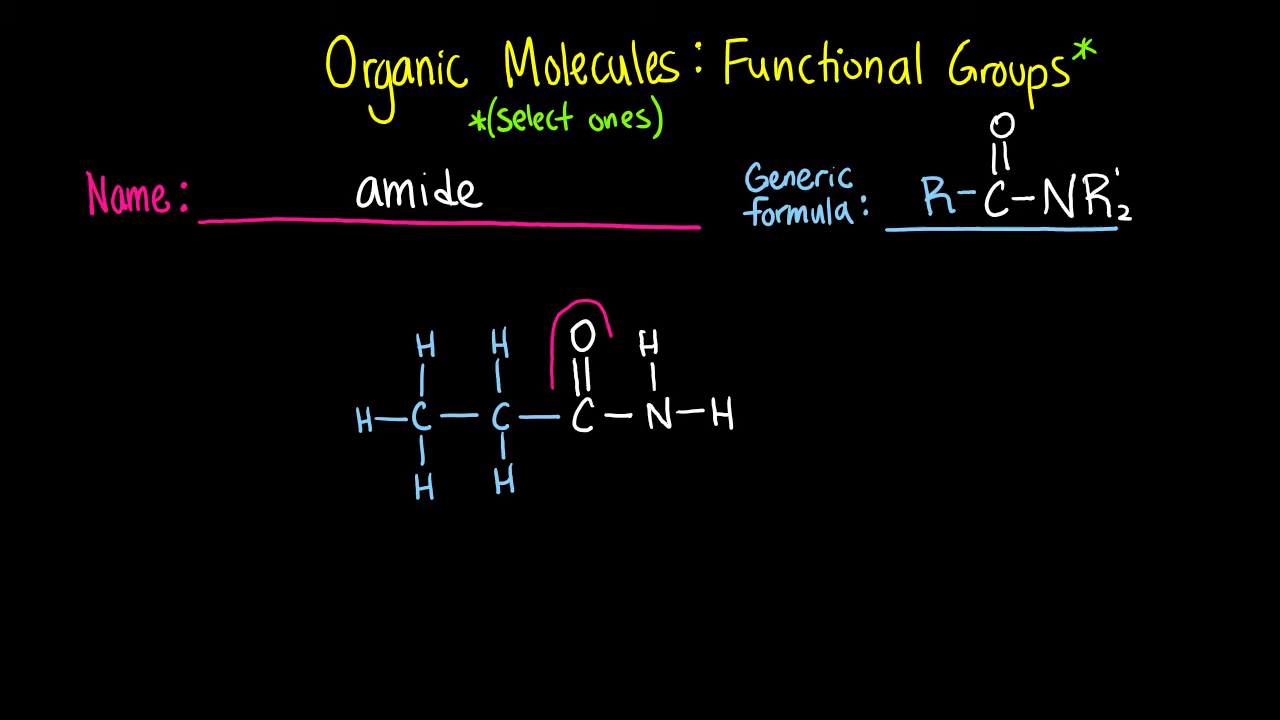 Organic Molecules: Functional Groups*
*(select ones)
Name: amide
Generic formula: R-C-NR'2
O
H H O H
H-C-C-C-N-H
H H